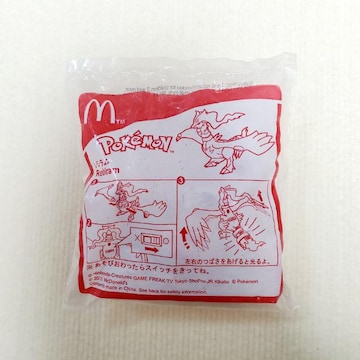 TM
POKÉMON
レシラム
Reshiram
1
3
2
左右のつばさをあげると光るよ。
あそびおわったらスイッチをきってね。
Nintendo・Creatures・GAME FREAK・TV Tokyo・ShoPro・JR Kikaku © Pokémon
McDonald's
made in China. See back for safety information.